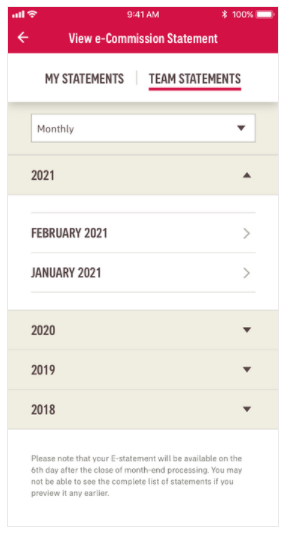 9:41 AM 100%
View e-Commission Statement
MY STATEMENTS TEAM STATEMENTS
Monthly
2021
FEBRUARY 2021
JANUARY 2021
2020
2019
2018
Please note that your E-statement will be available on the
6th day after the close of month-end processing. You may
not be able to see the complete list of statements if you
preview it any earlier.